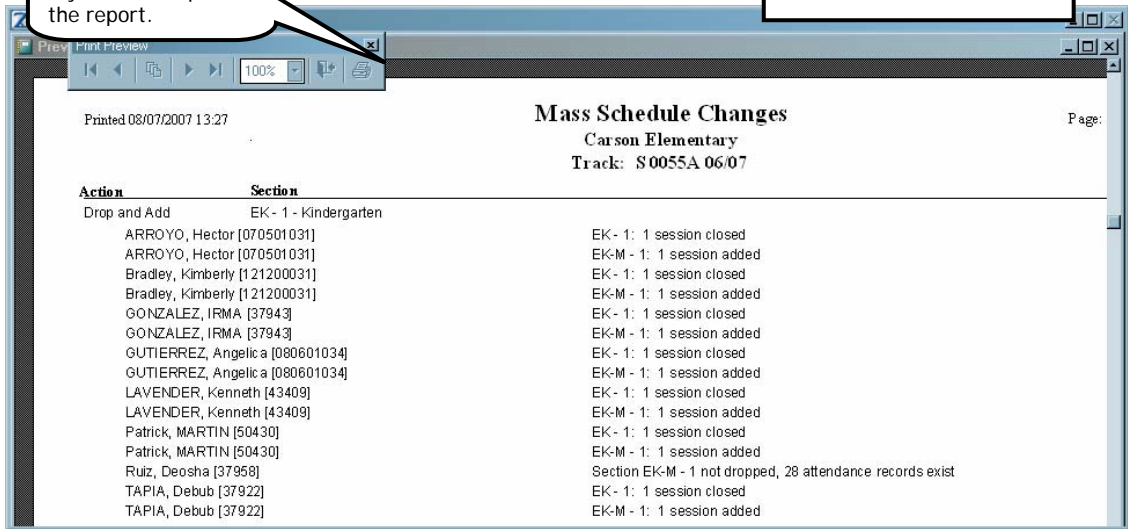 the report.
Print Preview
100%
Printed 08/07/2007 13:27
Mass Schedule Changes
Page:
Carson Elementary
Track: S0055A 06/07
Action Section
Drop and Add EK - 1 - Kindergarten
ARROYO, Hector [070501031] EK - 1: 1 session closed
ARROYO, Hector [070501031] EK-M - 1: 1 session added
Bradley, Kimberly [121200031] EK - 1: 1 session closed
Bradley, Kimberly [121200031] EK-M - 1: 1 session added
GONZALEZ, IRMA [37943] EK - 1: 1 session closed
GONZALEZ, IRMA [37943] EK-M - 1: 1 session added
GUTIERREZ, Angelica [080601034] EK - 1: 1 session closed
GUTIERREZ, Angelica [080601034] EK-M - 1: 1 session added
LAVENDER, Kenneth [43409] EK - 1: 1 session closed
LAVENDER, Kenneth [43409] EK-M - 1: 1 session added
Patrick, MARTIN [50430] EK - 1: 1 session closed
Patrick, MARTIN [50430] EK-M - 1: 1 session added
Ruiz, Deosha [37958] Section EK-M - 1 not dropped, 28 attendance records exist
TAPIA, Debub [37922] EK - 1: 1 session closed
TAPIA, Debub [37922] EK-M - 1: 1 session added